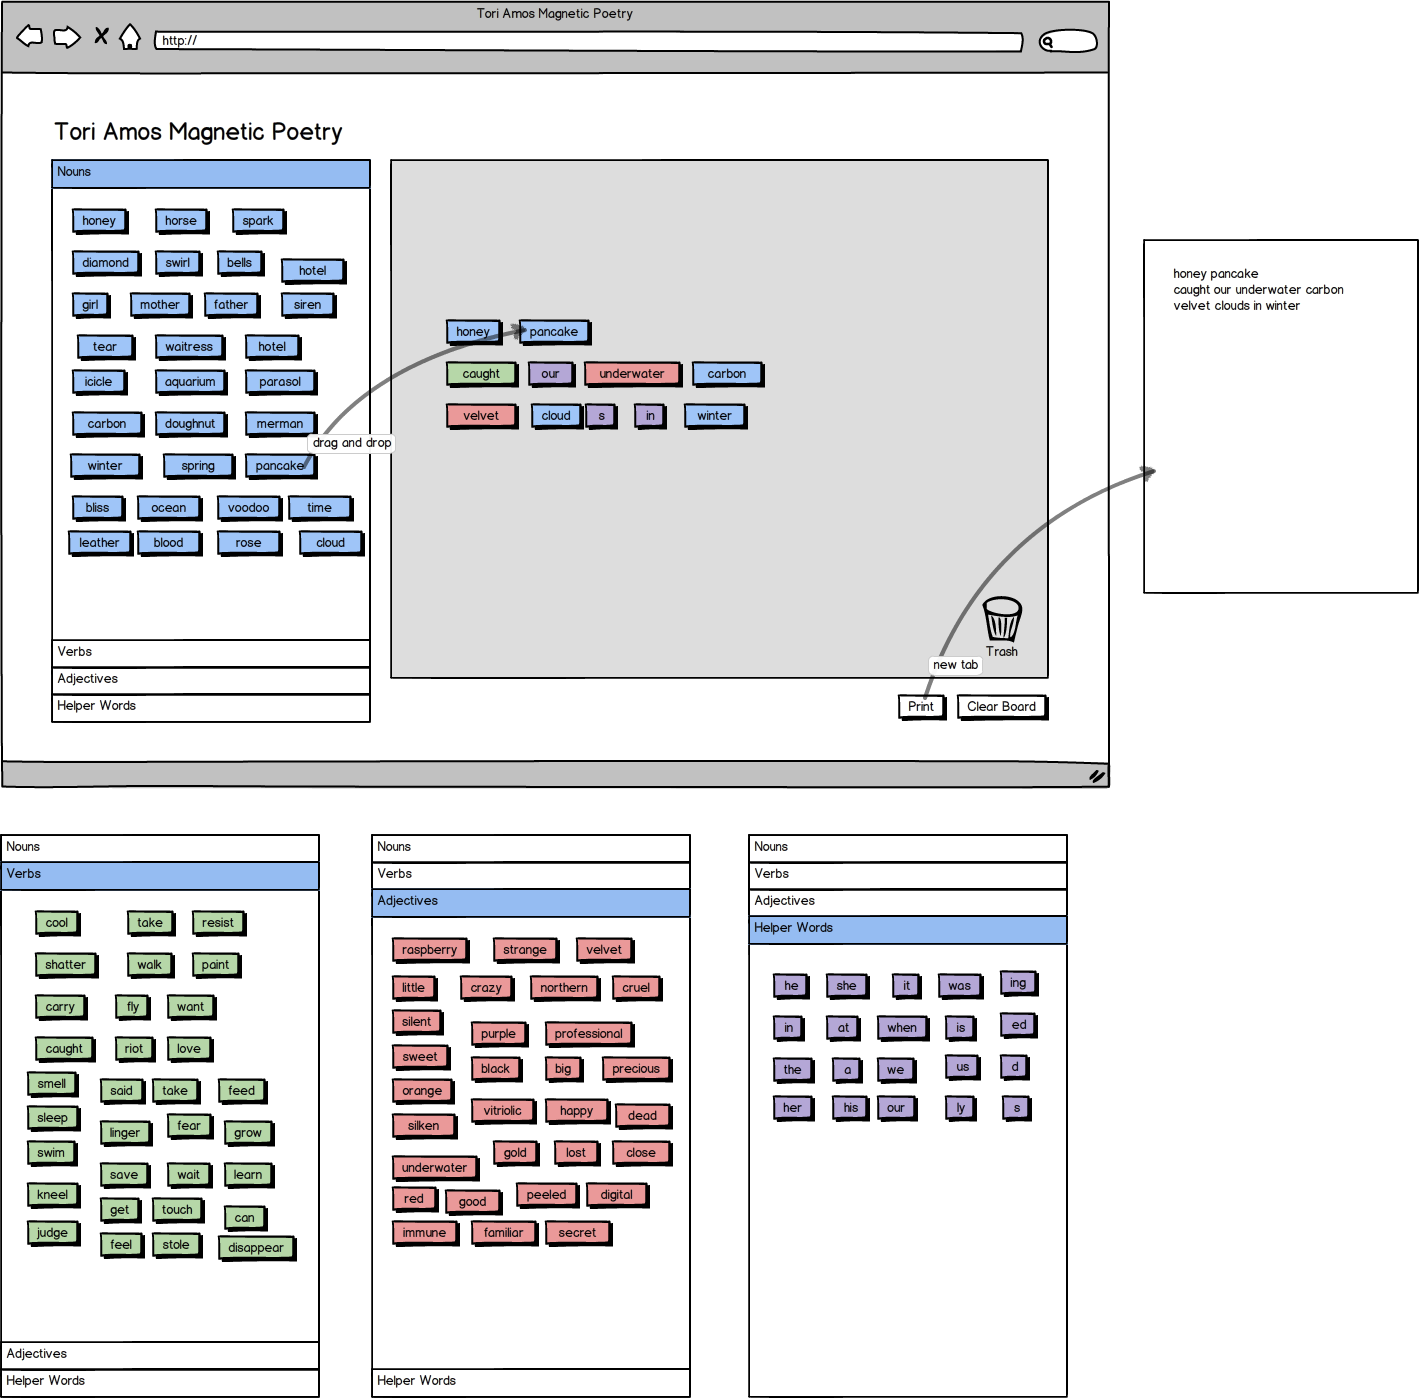 Tori Amos Magnetic Poetry
http://
Tori Amos Magnetic Poetry
Nouns
honey horse spark
diamond swirl bells hotel
girl mother father siren
tear waitress hotel
icicle aquarium parasol
carbon doughnut merman
winter spring pancake
bliss ocean voodoo time
leather blood rose cloud
Verbs
Adjectives
Helper Words
drag and drop
honey pancake
caught our underwater carbon
velvet cloud s in winter
Trash
new tab
Print Clear Board
honey pancake
caught our underwater carbon
velvet clouds in winter
Nouns
Verbs
cool take resist
shatter walk paint
carry fly want
caught riot love
smell said take feed
sleep linger fear grow
swim save wait learn
kneel get touch can
judge feel stole disappear
Adjectives
Helper Words
Nouns
Verbs
Adjectives
raspberry strange velvet
little crazy northern cruel
silent purple professional
sweet black big precious
orange vitriolic happy dead
silken gold lost close
underwater peeled digital
red good
immune familiar secret
Helper Words
Nouns
Verbs
Adjectives
Helper Words
he she it was ing
in at when is ed
the a we us d
her his our ly s